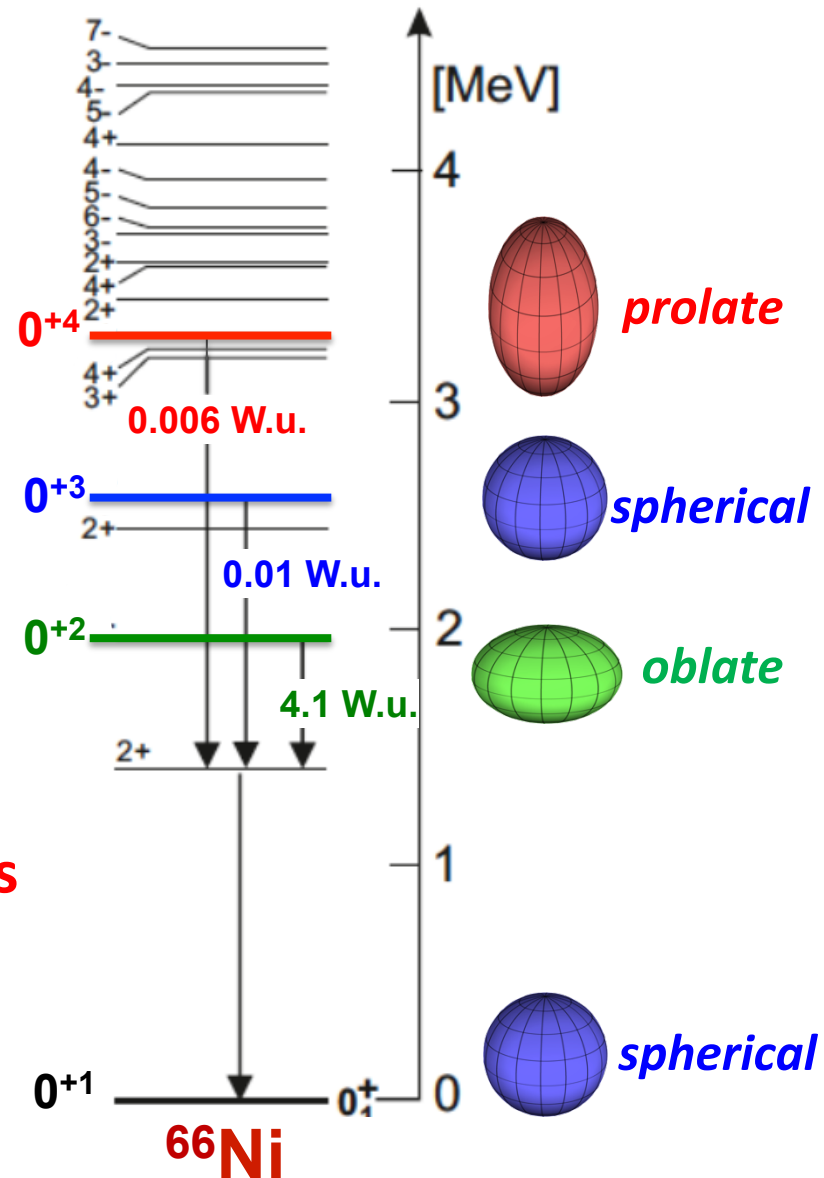 7-
3-
[MeV]
4-
5-
4+
4
4-
5-
6-
3-
2+
4+
2+
prolate
0⁺⁴
4+
3+
3
0.006 W.u.
0⁺³
spherical
2+
0.01 W.u.
0⁺²
2
oblate
4.1 W.u.
2+
1
s
spherical
0⁺¹
0
⁶⁶Ni